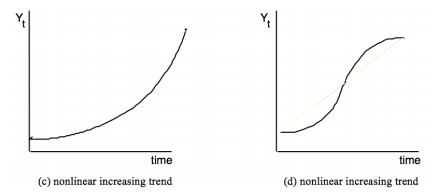 Yt Yt
time time
(c) nonlinear increasing trend (d) nonlinear increasing trend